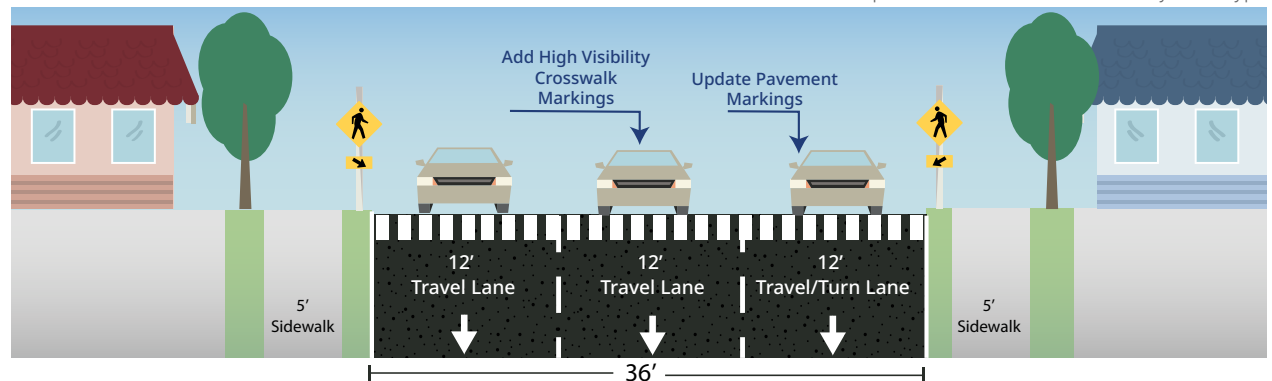 Add High Visibility
Crosswalk
Markings
Update Pavement
Markings
12’
Travel Lane
12’
Travel Lane
12’
Travel/Turn Lane
5’
Sidewalk
5’
Sidewalk
36’